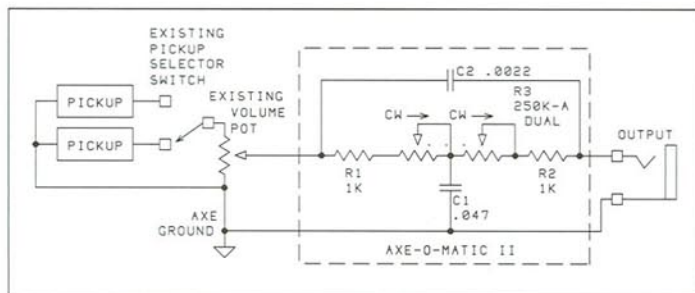 EXISTING
PICKUP
SELECTOR
SWITCH
PICKUP
PICKUP
EXISTING
VOLUME
POT
AXE
GROUND
C2 .0022
R3
250K-A
DUAL
CW
CW
R1
1K
R2
1K
C1
.047
OUTPUT
AXE-O-MATIC II